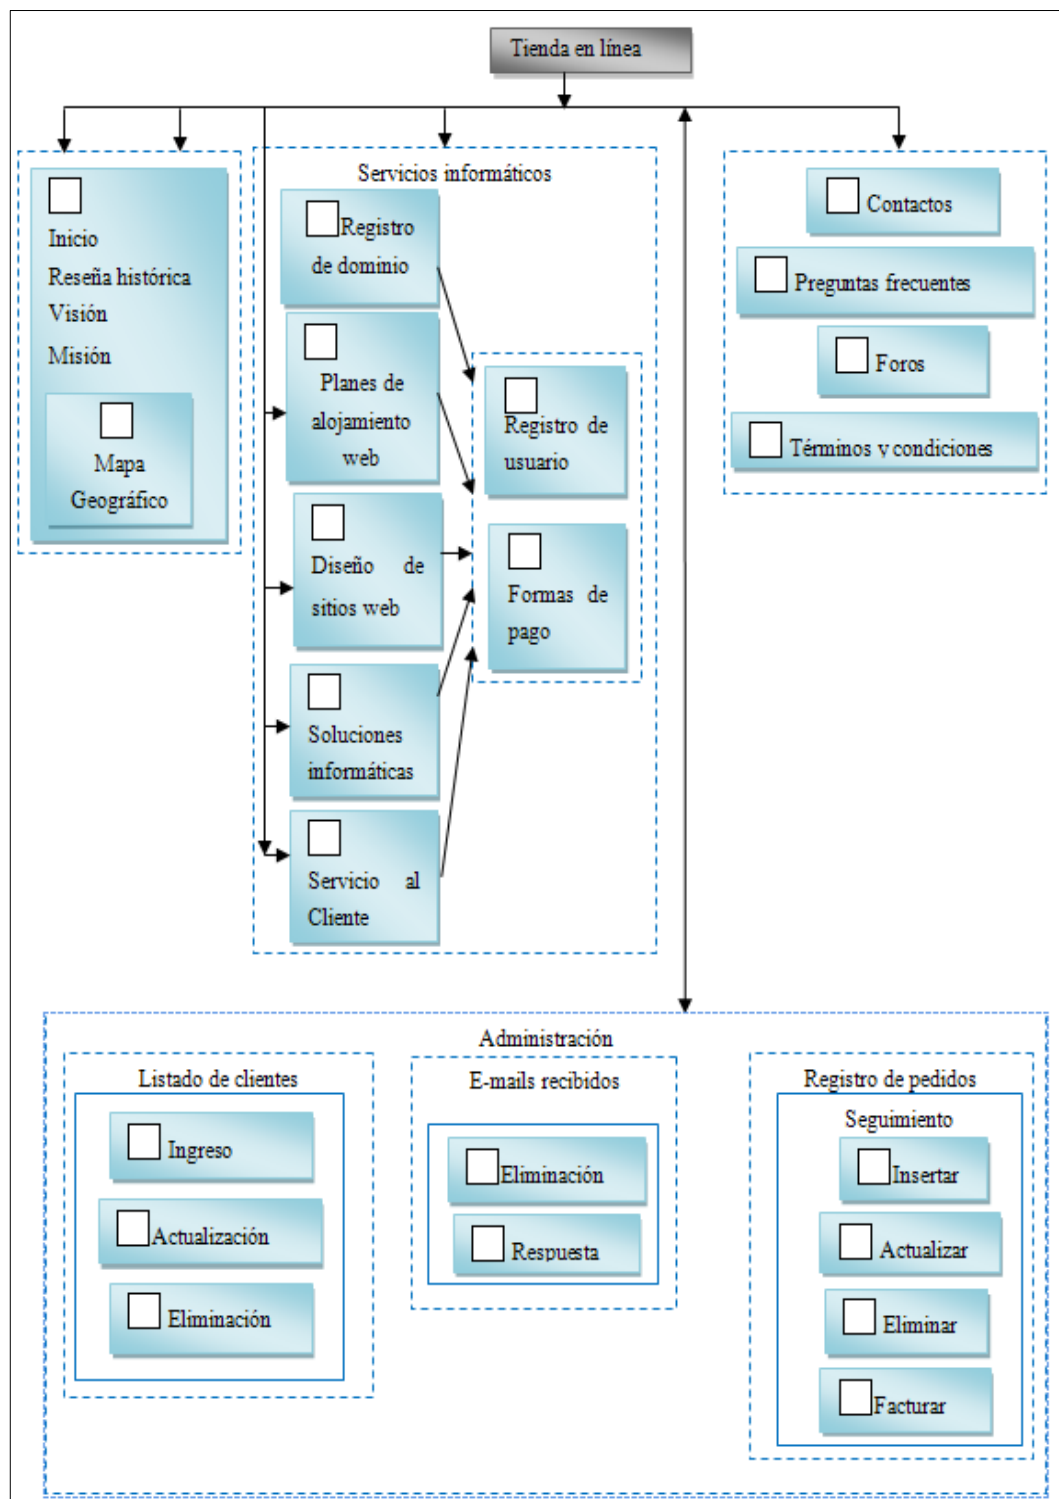 Tienda en línea
Inicio
Reseña histórica
Visión
Misión
Mapa
Geográfico
Servicios informáticos
Registro
de dominio
Planes de
alojamiento
web
Diseño de
sitios web
Soluciones
informáticas
Servicio al
Cliente
Registro de
usuario
Formas de
pago
Contactos
Preguntas frecuentes
Foros
Términos y condiciones
Administración
Listado de clientes
Ingreso
Actualización
Eliminación
E-mails recibidos
Eliminación
Respuesta
Registro de pedidos
Seguimiento
Insertar
Actualizar
Eliminar
Facturar